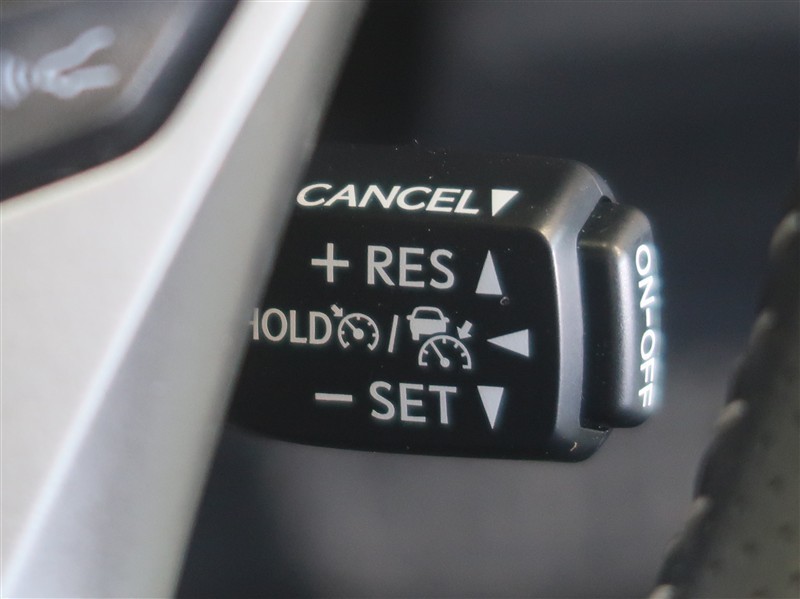 CANCEL
+ RES
HOLD /
− SET
ON-OFF